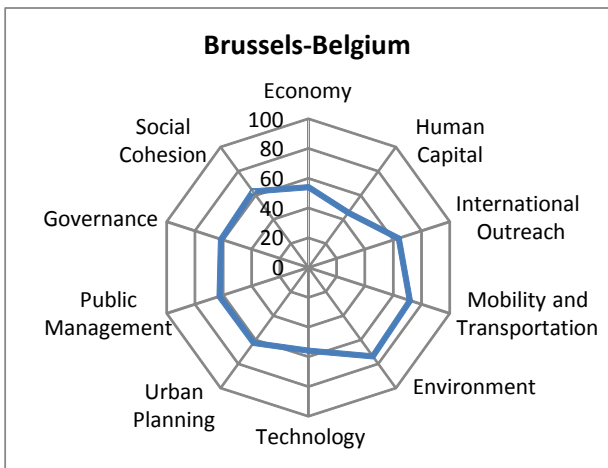 Brussels-Belgium
Economy
Human
Capital
International
Outreach
Mobility and
Transportation
Environment
Technology
Urban
Planning
Public
Management
Governance
Social
Cohesion
100
80
60
40
20
0